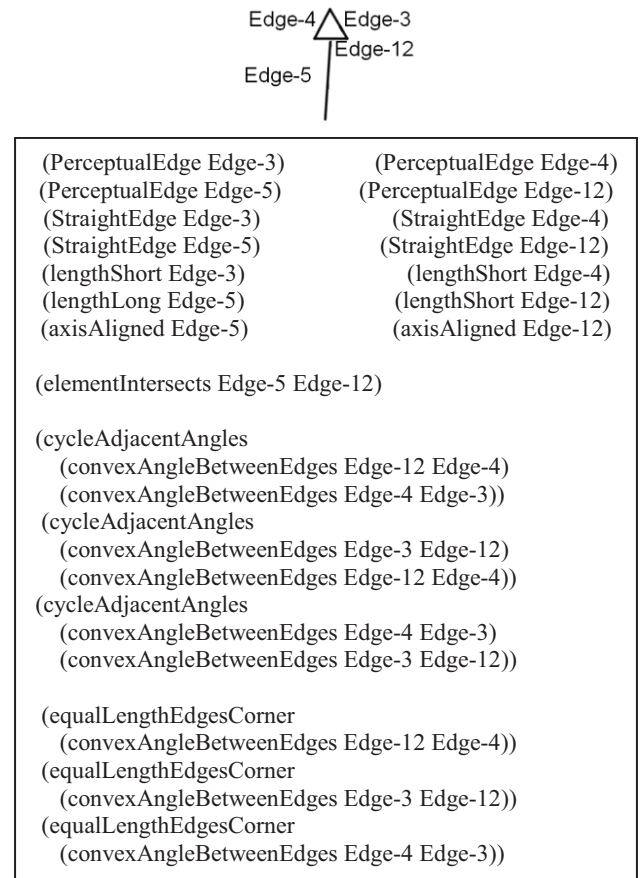 Edge-4 Edge-3
Edge-12
Edge-5
(PerceptualEdge Edge-3) (PerceptualEdge Edge-4)
(PerceptualEdge Edge-5) (PerceptualEdge Edge-12)
(StraightEdge Edge-3) (StraightEdge Edge-4)
(StraightEdge Edge-5) (StraightEdge Edge-12)
(lengthShort Edge-3) (lengthShort Edge-4)
(lengthLong Edge-5) (lengthShort Edge-12)
(axisAligned Edge-5) (axisAligned Edge-12)
(elementIntersects Edge-5 Edge-12)
(cycleAdjacentAngles
(convexAngleBetweenEdges Edge-12 Edge-4)
(convexAngleBetweenEdges Edge-4 Edge-3))
(cycleAdjacentAngles
(convexAngleBetweenEdges Edge-3 Edge-12)
(convexAngleBetweenEdges Edge-12 Edge-4))
(cycleAdjacentAngles
(convexAngleBetweenEdges Edge-4 Edge-3)
(convexAngleBetweenEdges Edge-3 Edge-12))
(equalLengthEdgesCorner
(convexAngleBetweenEdges Edge-12 Edge-4))
(equalLengthEdgesCorner
(convexAngleBetweenEdges Edge-3 Edge-12))
(equalLengthEdgesCorner
(convexAngleBetweenEdges Edge-4 Edge-3))